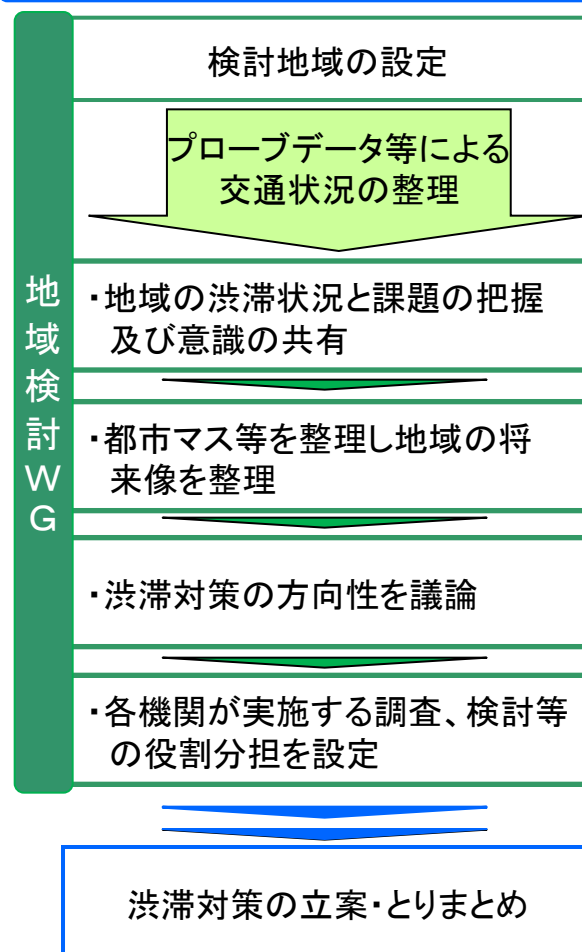 検討地域の設定
プローブデータ等による
交通状況の整理
地域検討WG
・地域の渋滞状況と課題の把握
及び意識の共有
・都市マス等を整理し地域の将
来像を整理
・渋滞対策の方向性を議論
・各機関が実施する調査、検討等
の役割分担を設定
渋滞対策の立案・とりまとめ